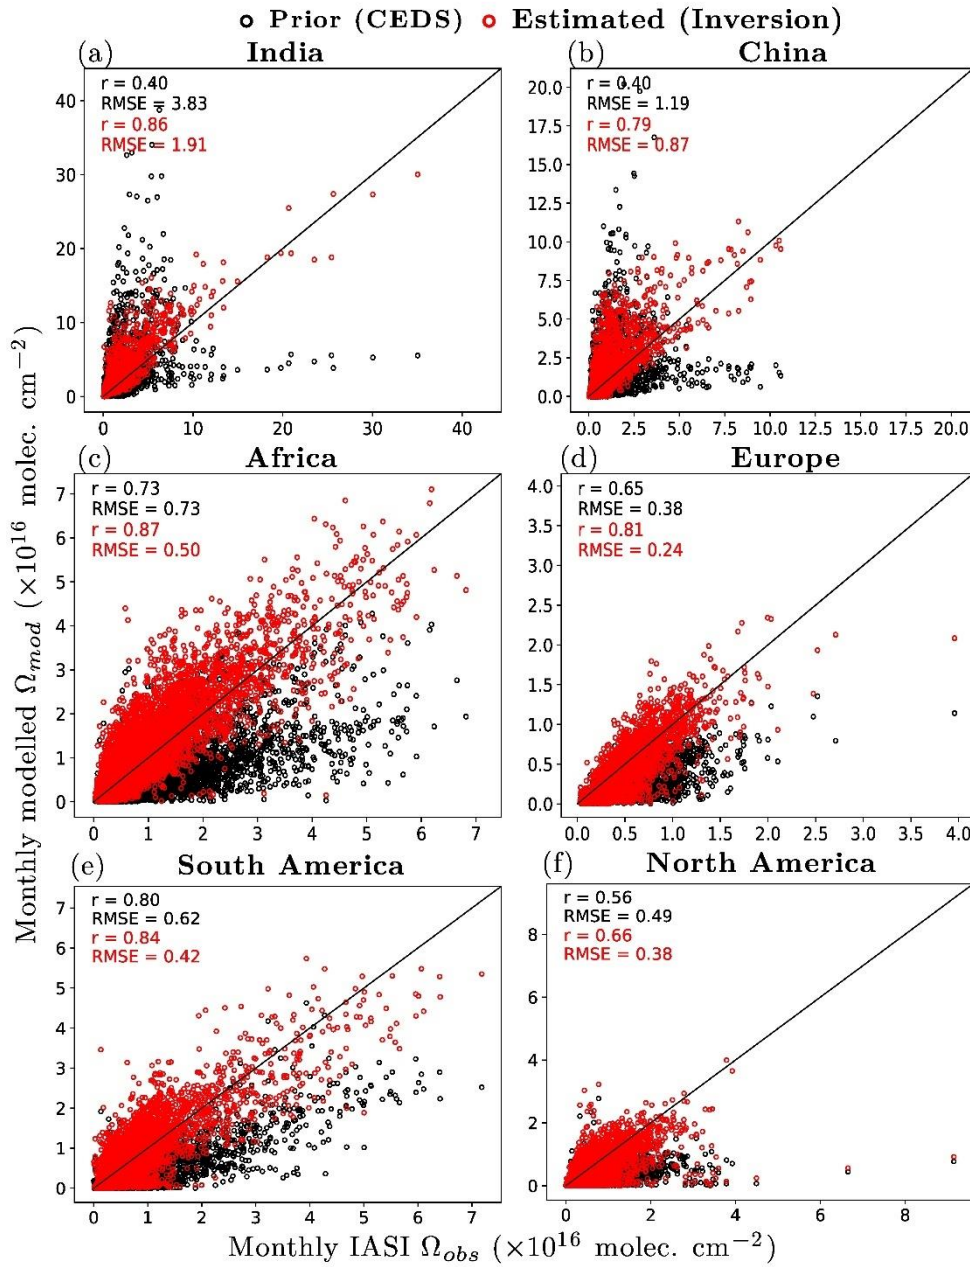 Prior (CEDS) Estimated (Inversion)
(a) India
r = 0.40
RMSE = 3.83
r = 0.86
RMSE = 1.91
40
30
20
10
0
0 10 20 30 40
(b) China
r = 0.40
RMSE = 1.19
r = 0.79
RMSE = 0.87
20.0
17.5
15.0
12.5
10.0
7.5
5.0
2.5
0.0
0.0 2.5 5.0 7.5 10.0 12.5 15.0 17.5 20.0
(c) Africa
r = 0.73
RMSE = 0.73
r = 0.87
RMSE = 0.50
7
6
5
4
3
2
1
0
0 1 2 3 4 5 6 7
(d) Europe
r = 0.65
RMSE = 0.38
r = 0.81
RMSE = 0.24
4.0
3.5
3.0
2.5
2.0
1.5
1.0
0.5
0.0
0.0 0.5 1.0 1.5 2.0 2.5 3.0 3.5 4.0
(e) South America
r = 0.80
RMSE = 0.62
r = 0.84
RMSE = 0.42
7
6
5
4
3
2
1
0
0 1 2 3 4 5 6 7
(f) North America
r = 0.56
RMSE = 0.49
r = 0.66
RMSE = 0.38
8
6
4
2
0
0 2 4 6 8
Monthly modelled Ω_mod (×10^16 molec. cm^−2)
Monthly IASI Ω_obs (×10^16 molec. cm^−2)